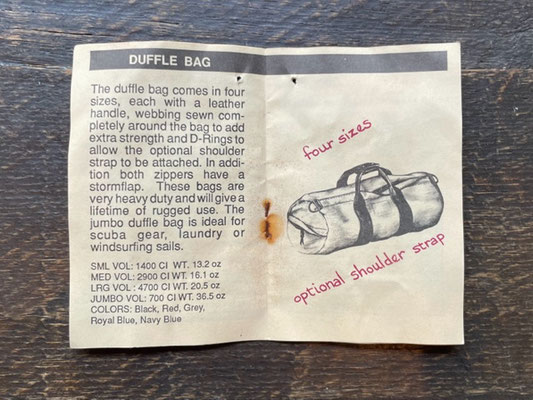 DUFFLE BAG
The duffle bag comes in four
sizes, each with a leather
handle, webbing sewn com-
pletely around the bag to add
extra strength and D-Rings to
allow the optional shoulder
strap to be attached. In addi-
tion both zippers have a
stormflap. These bags are
very heavy duty and will give a
lifetime of rugged use. The
jumbo duffle bag is ideal for
scuba gear, laundry or
windsurfing sails.
SML VOL: 1400 CI WT. 13.2 oz
MED VOL: 2900 CI WT. 16.1 oz
LRG VOL : 4700 CI WT. 20.5 oz
JUMBO VOL: 700 CI WT. 36.5 oz
COLORS: Black, Red, Grey,
Royal Blue, Navy Blue
four sizes
optional shoulder strap